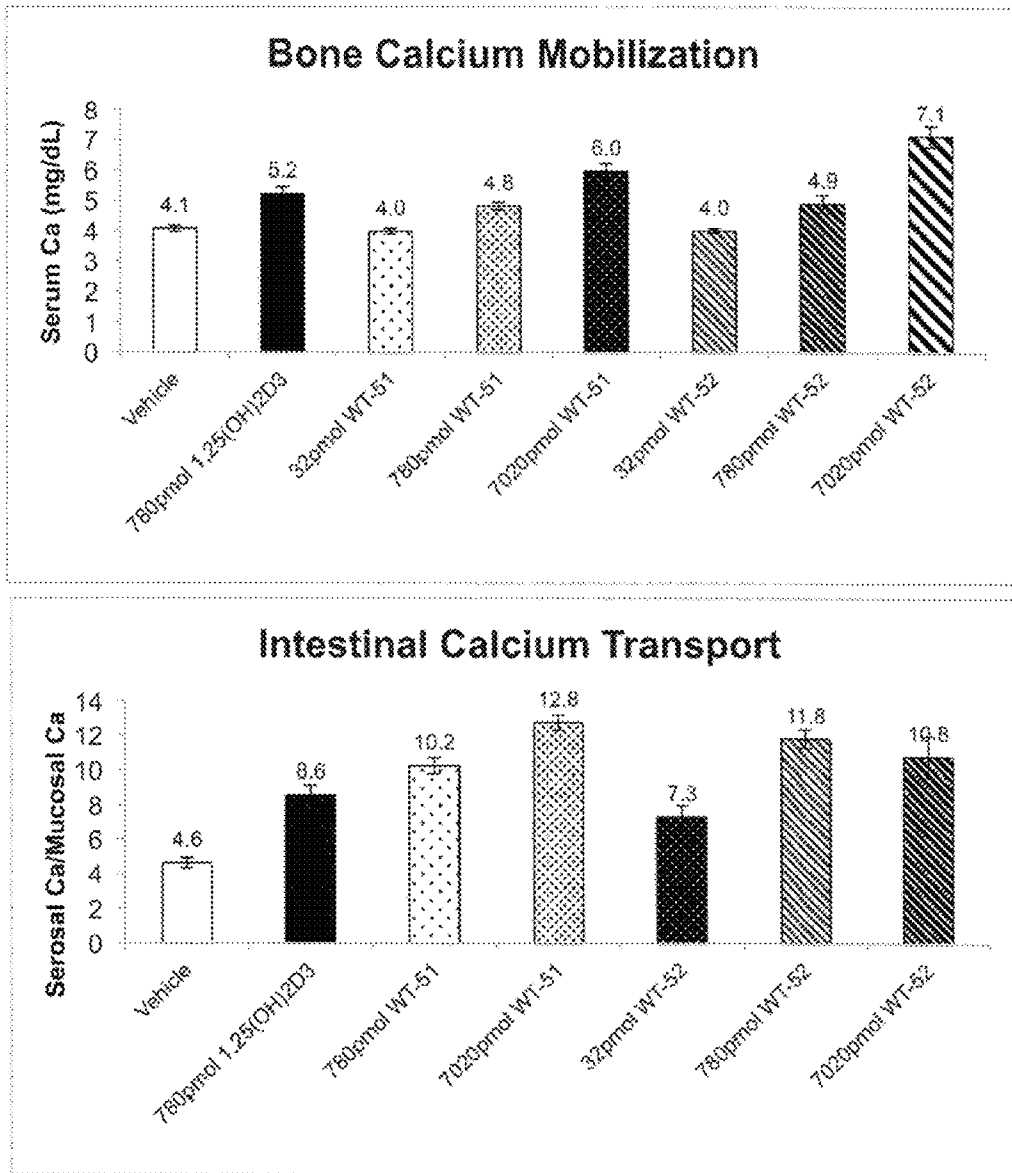 Bone Calcium Mobilization
Serum Ca (mg/dL)
8
7
6
5
4
3
2
1
0
4.1
5.2
4.0
4.8
6.0
4.0
4.9
7.1
Vehicle
780pmol 1,25(OH)2D3
32pmol WT-51
780pmol WT-51
7020pmol WT-51
32pmol WT-52
780pmol WT-52
7020pmol WT-52
Intestinal Calcium Transport
Serosal Ca/Mucosal Ca
14
12
10
8
6
4
2
0
4.6
8.6
10.2
12.8
7.3
11.8
10.8
Vehicle
780pmol 1,25(OH)2D3
780pmol WT-51
7020pmol WT-51
32pmol WT-52
780pmol WT-52
7020pmol WT-52